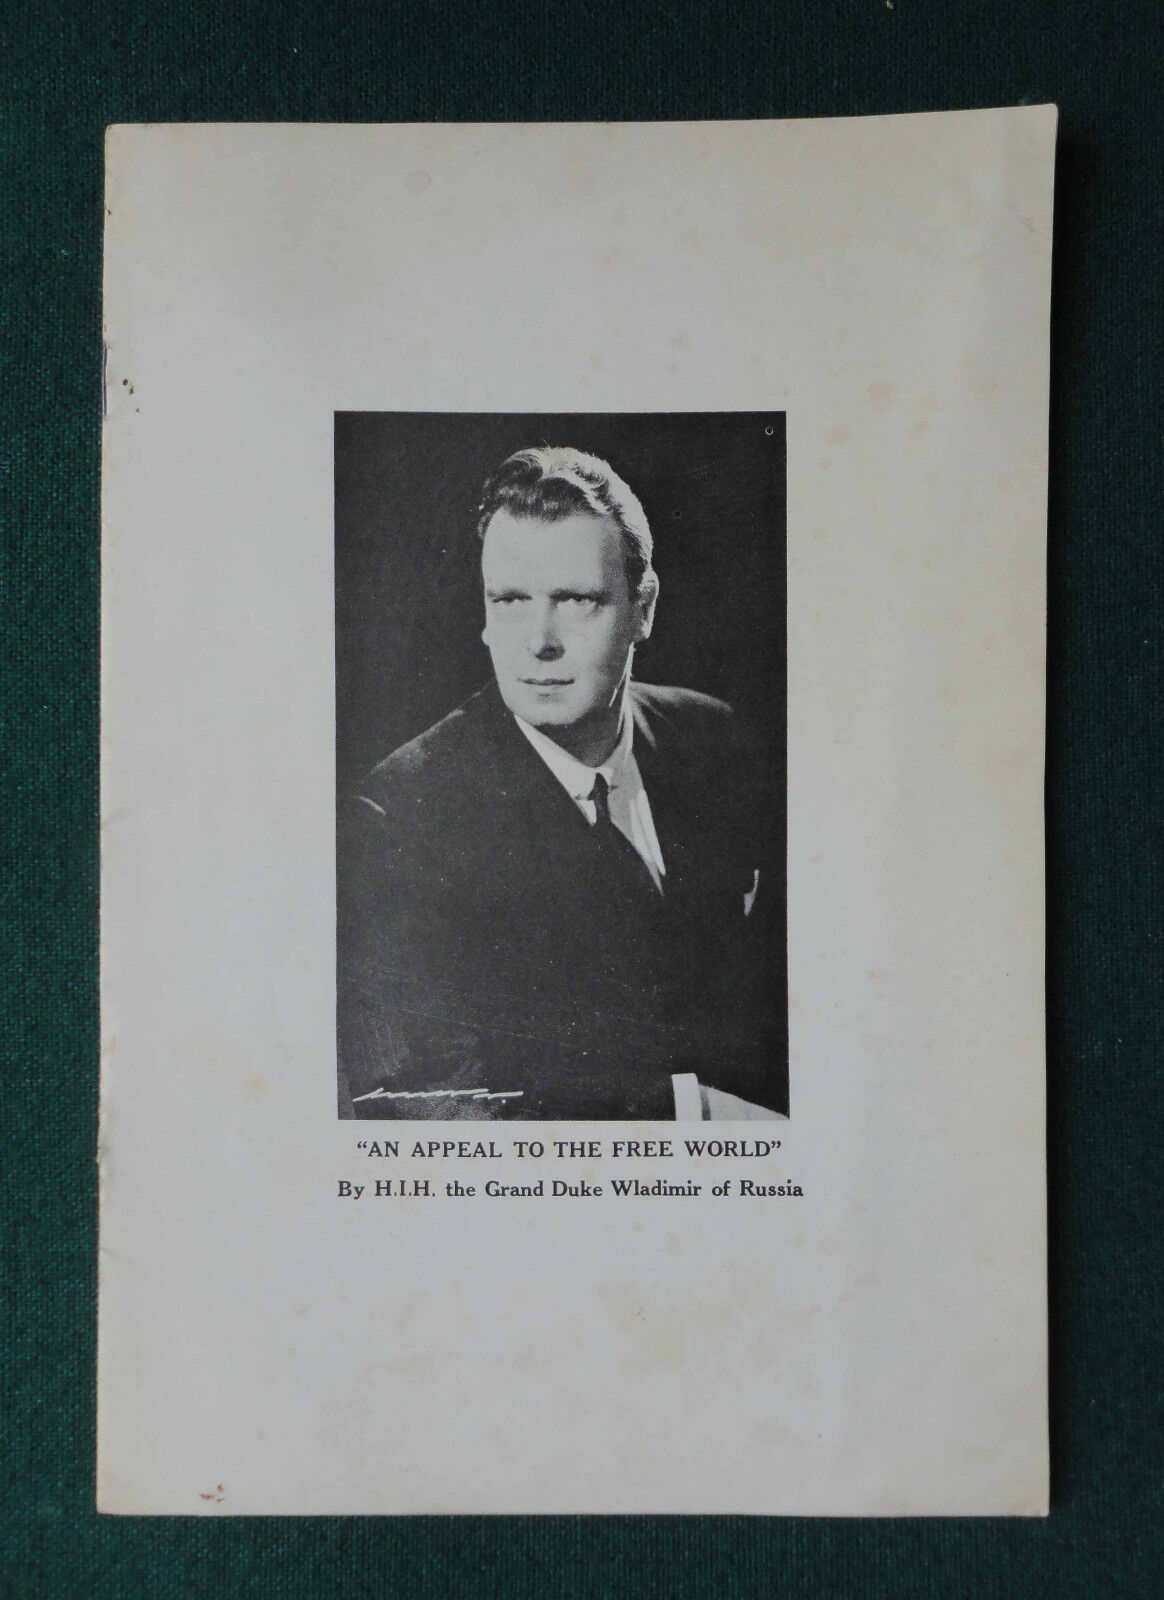 “AN APPEAL TO THE FREE WORLD”
By H.I.H. the Grand Duke Wladimir of Russia